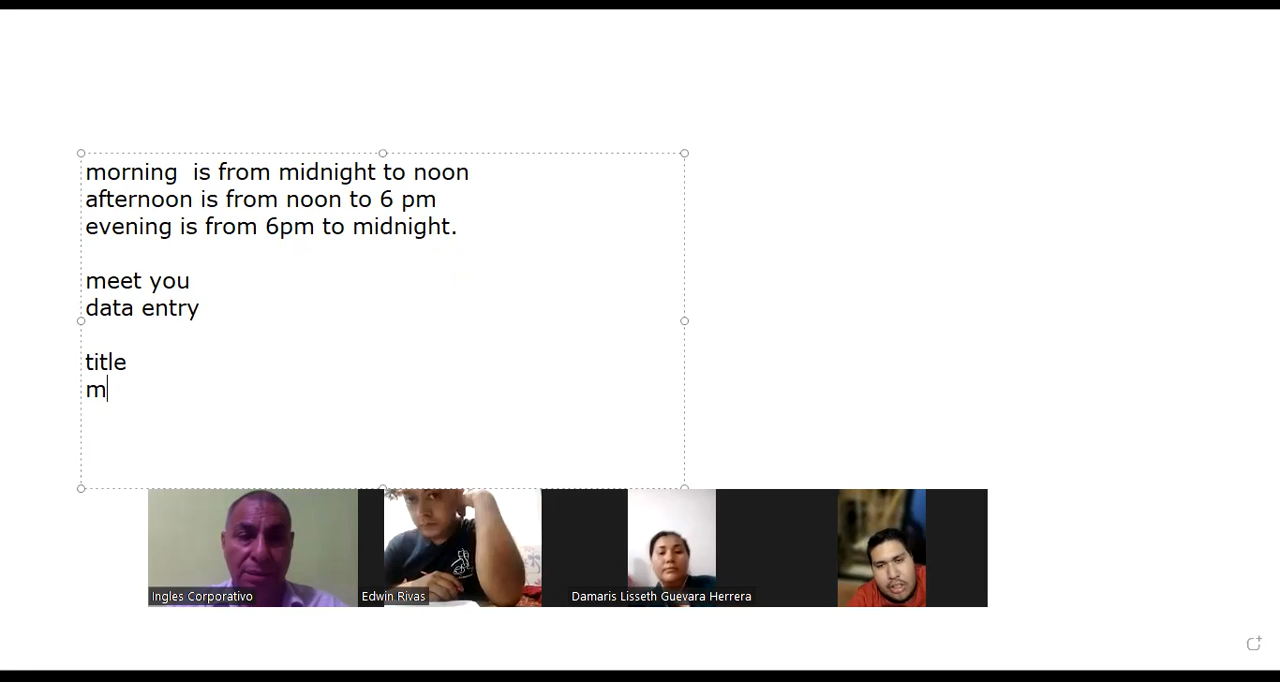 morning  is from midnight to noon
afternoon is from noon to 6 pm
evening is from 6pm to midnight.
meet you
data entry
title
m
Ingles Corporativo
Edwin Rivas
Damaris Lisseth Guevara Herrera